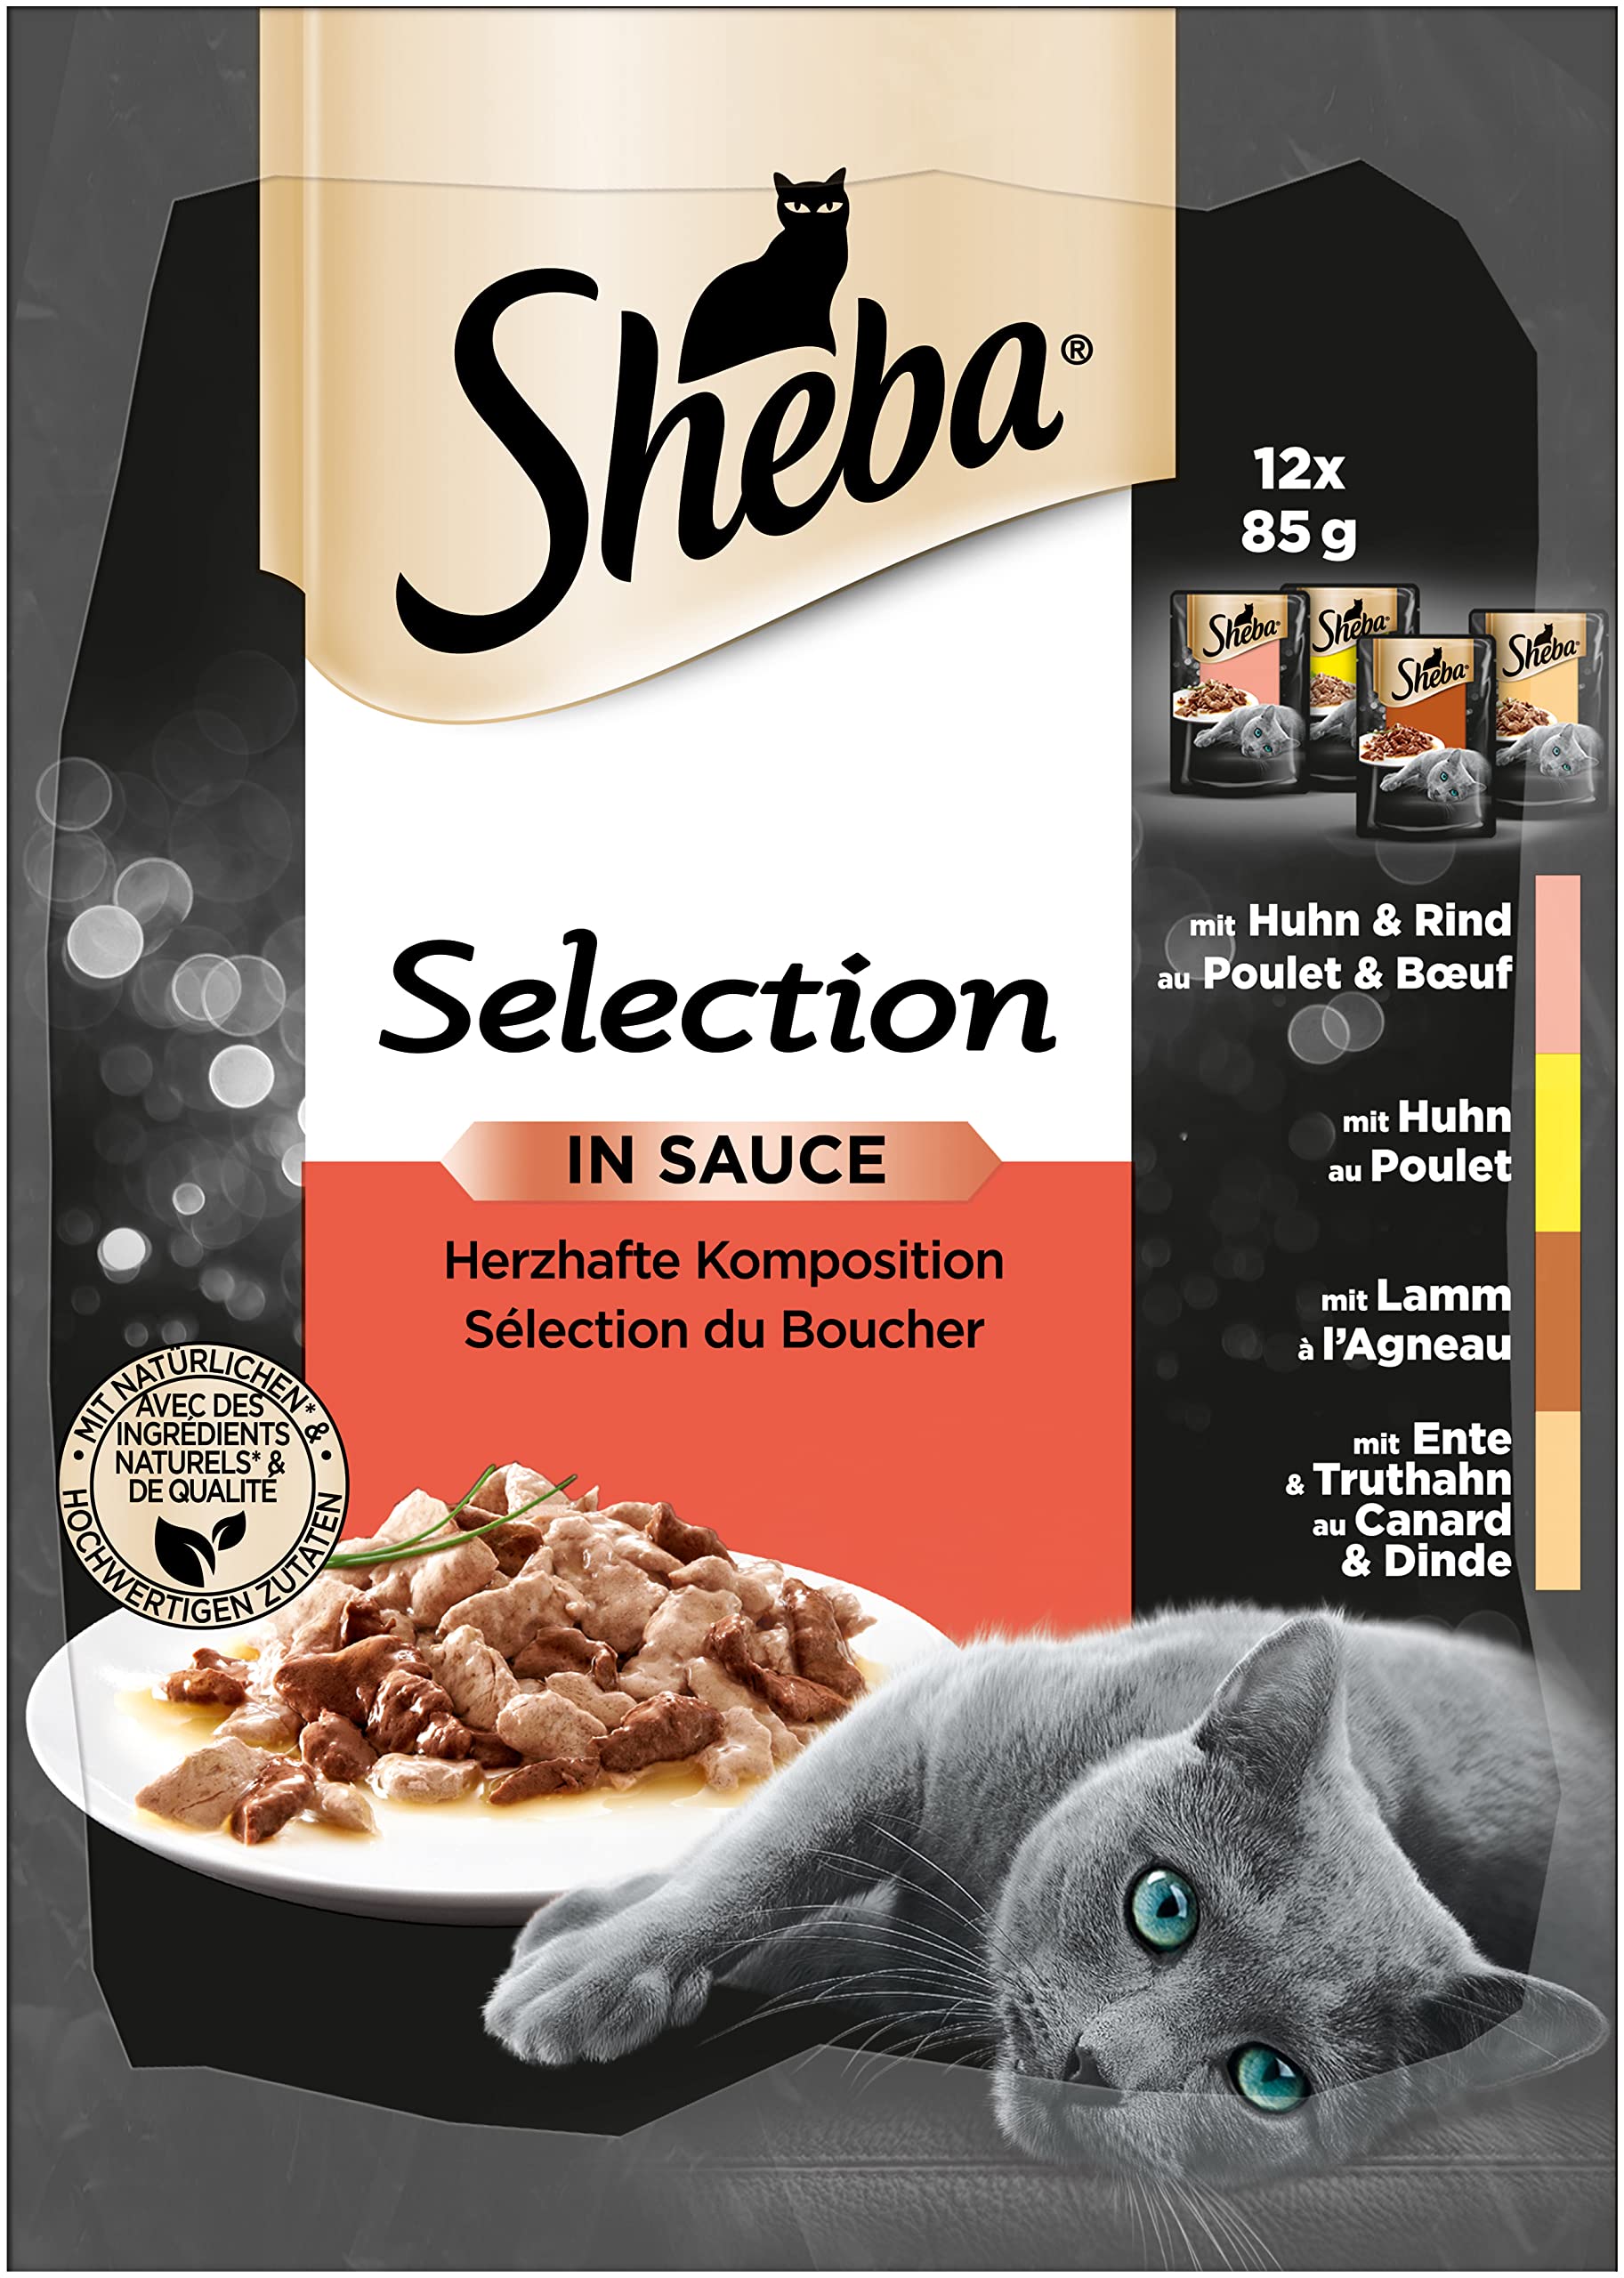 Sheba®
12x
85 g
Sheba
Sheba
Sheba
Sheba
Selection
IN SAUCE
Herzhafte Komposition
Sélection du Boucher
mit Huhn & Rind
au Poulet & Bœuf
mit Huhn
au Poulet
mit Lamm
à l'Agneau
mit Ente
& Truthahn
au Canard
& Dinde
• MIT NATÜRLICHEN* & •
HOCHWERTIGEN ZUTATEN
AVEC DES
INGRÉDIENTS
NATURELS* &
DE QUALITÉ